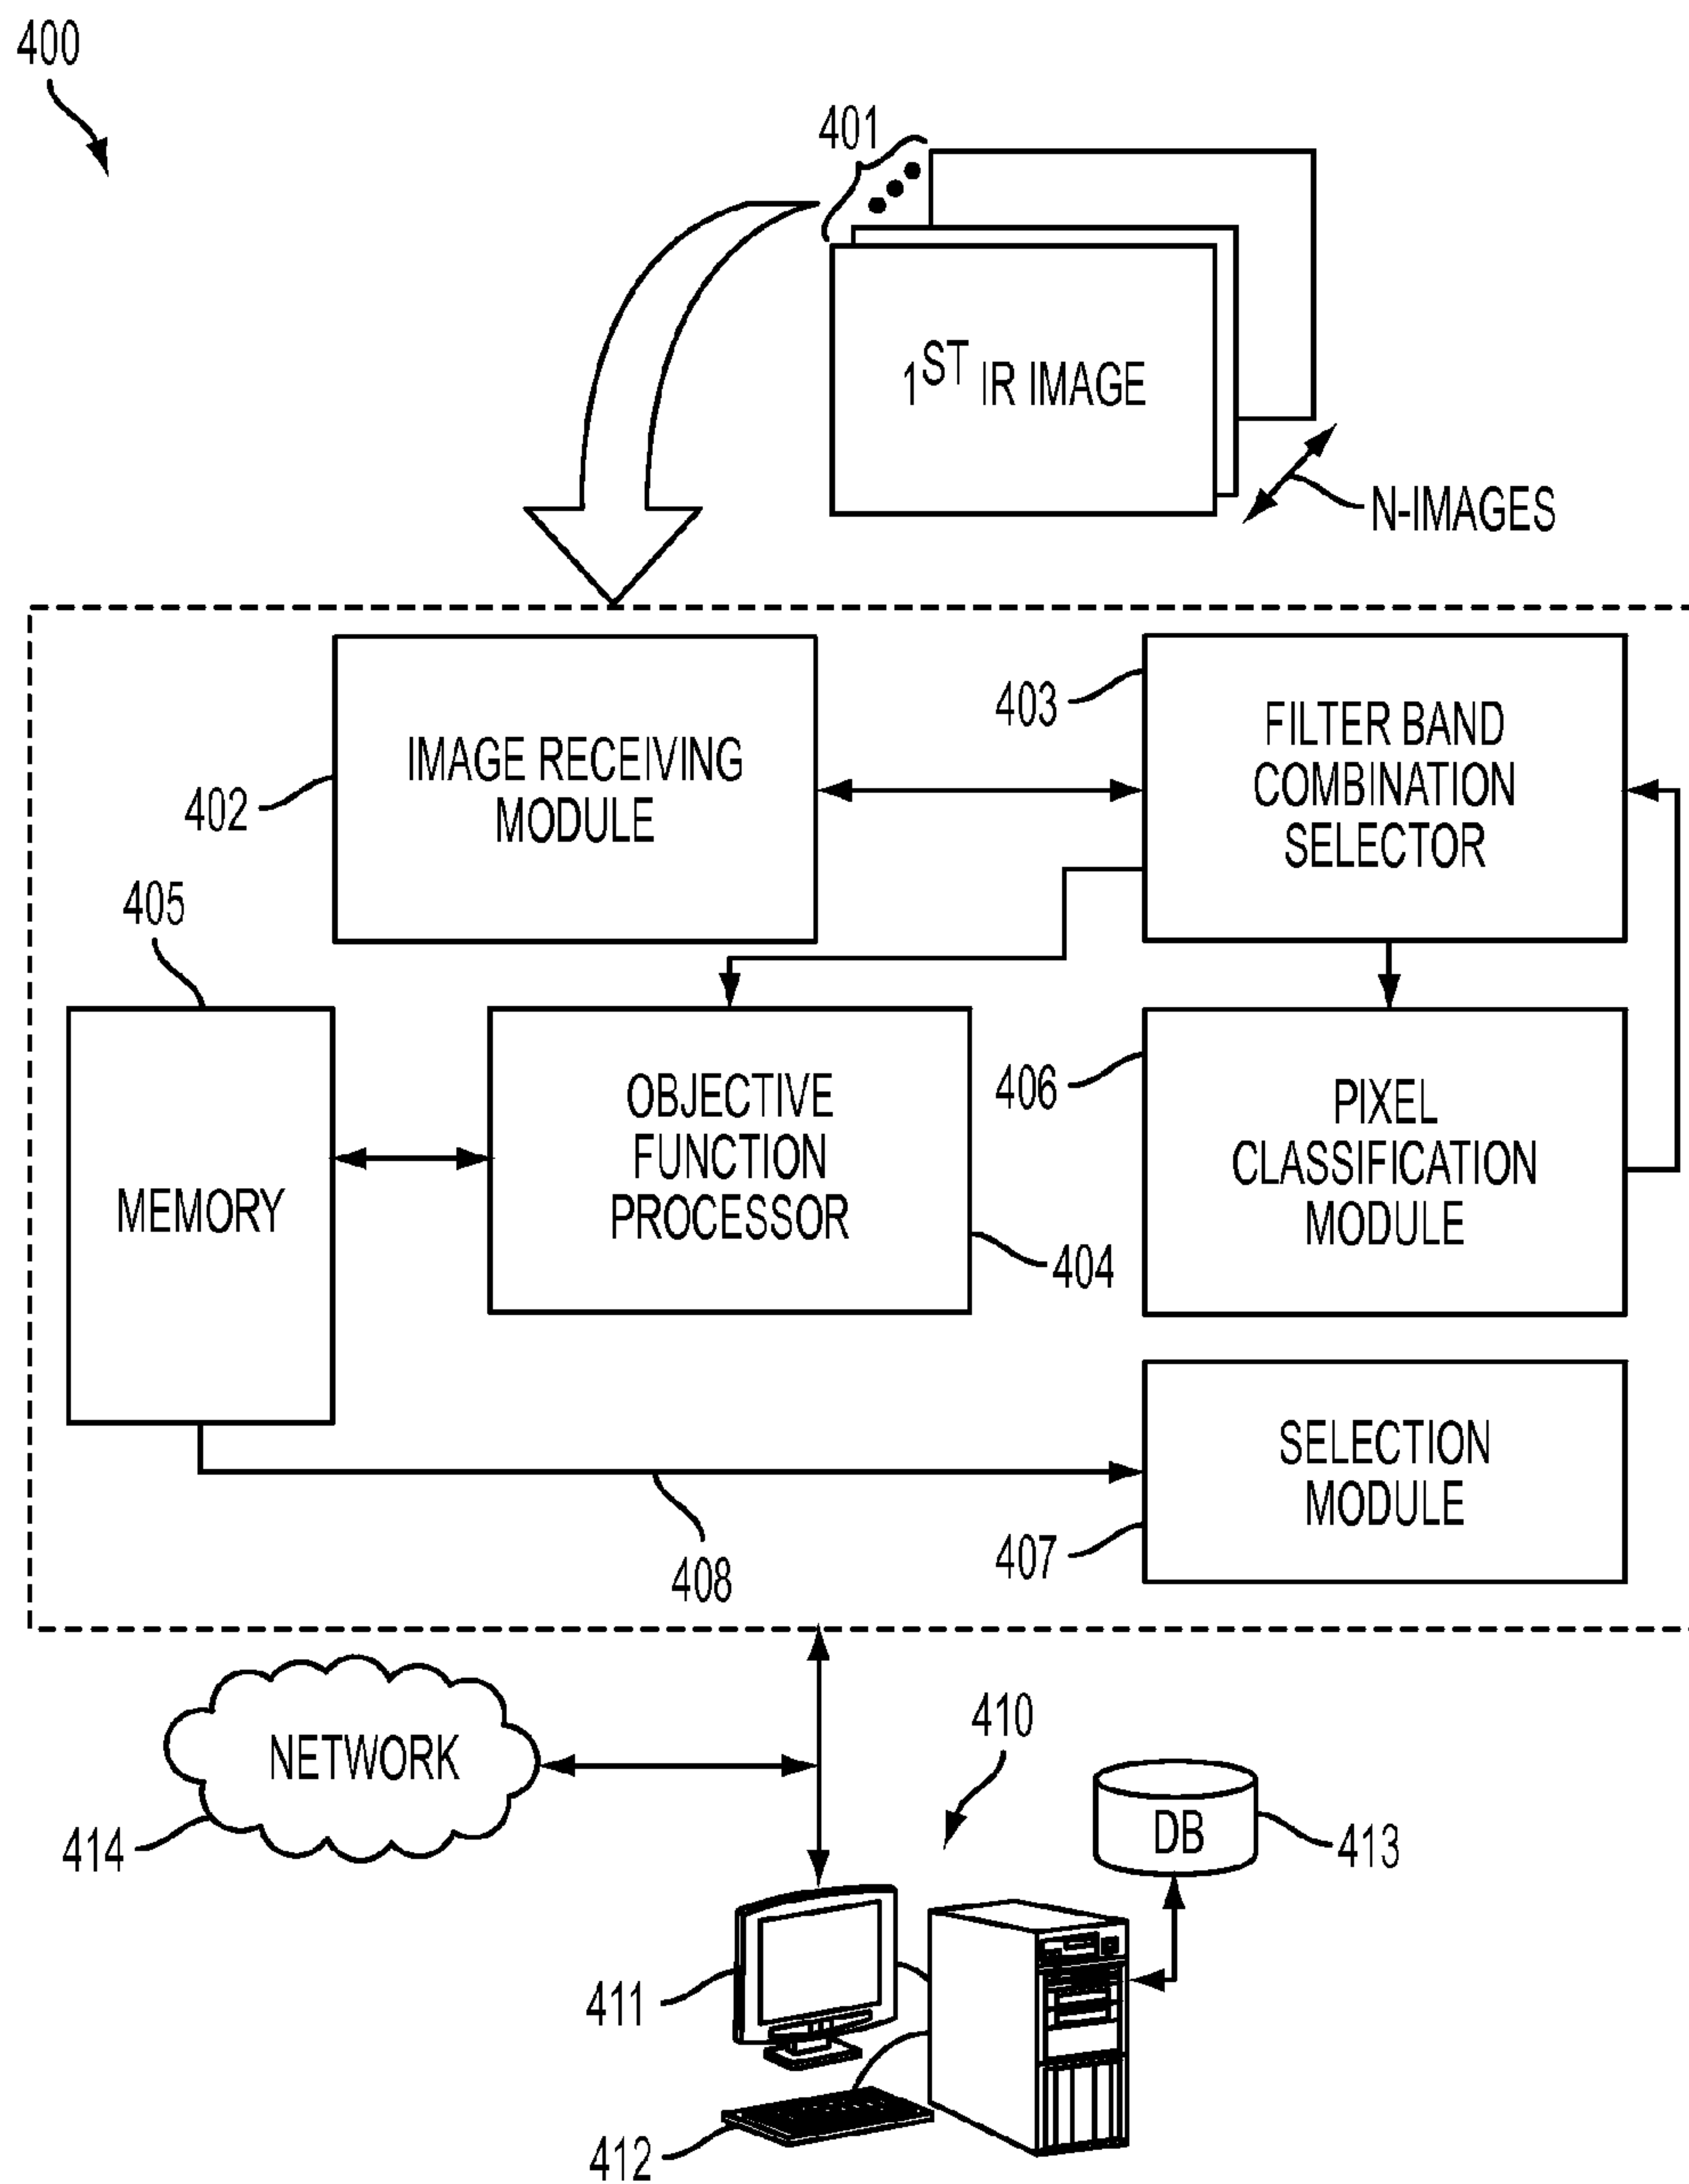 400
401
1ST IR IMAGE
N-IMAGES
IMAGE RECEIVING
MODULE
402
403
FILTER BAND
COMBINATION
SELECTOR
405
MEMORY
OBJECTIVE
FUNCTION
PROCESSOR
404
406
PIXEL
CLASSIFICATION
MODULE
SELECTION
MODULE
407
408
NETWORK
414
410
DB
413
411
412